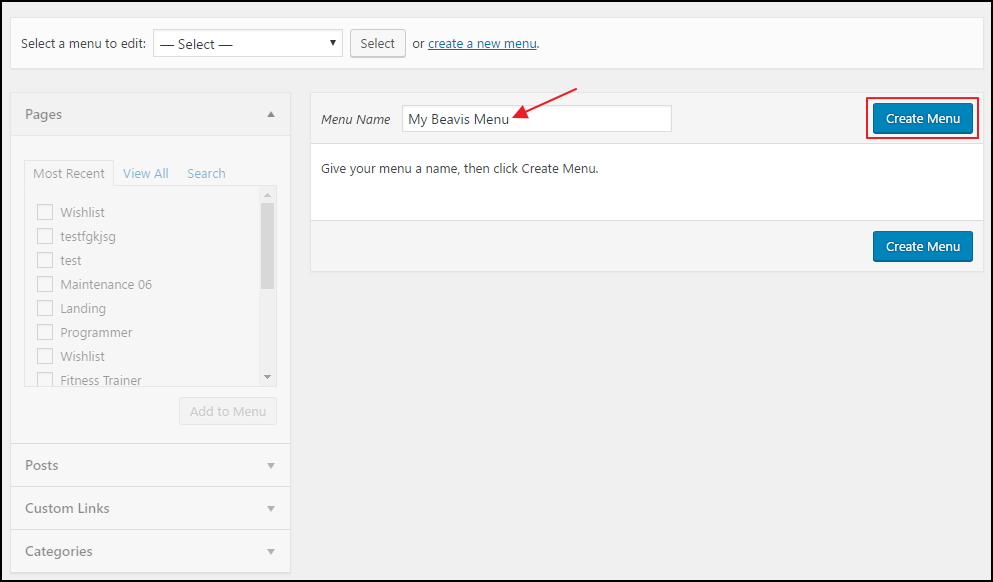 Select a menu to edit: — Select — Select or create a new menu.
Pages
Most Recent View All Search
Wishlist
testfgkjsg
test
Maintenance 06
Landing
Programmer
Wishlist
Fitness Trainer
Add to Menu
Posts
Custom Links
Categories
Menu Name My Beavis Menu Create Menu
Give your menu a name, then click Create Menu.
Create Menu